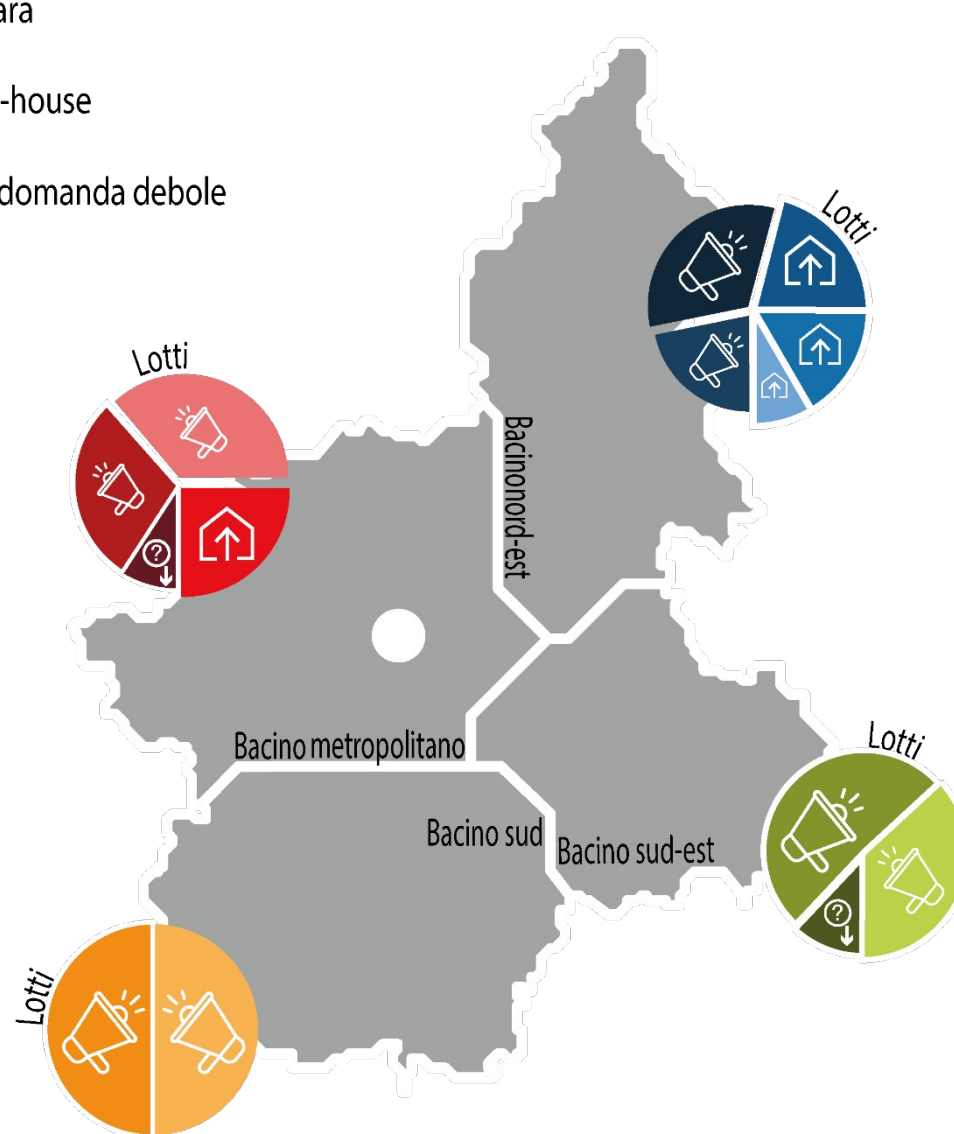 ara
-house
domanda debole
Lotti
Lotti
Bacinonord-est
?
Bacino metropolitano
Lotti
Bacino sud
Bacino sud-est
?
Lotti